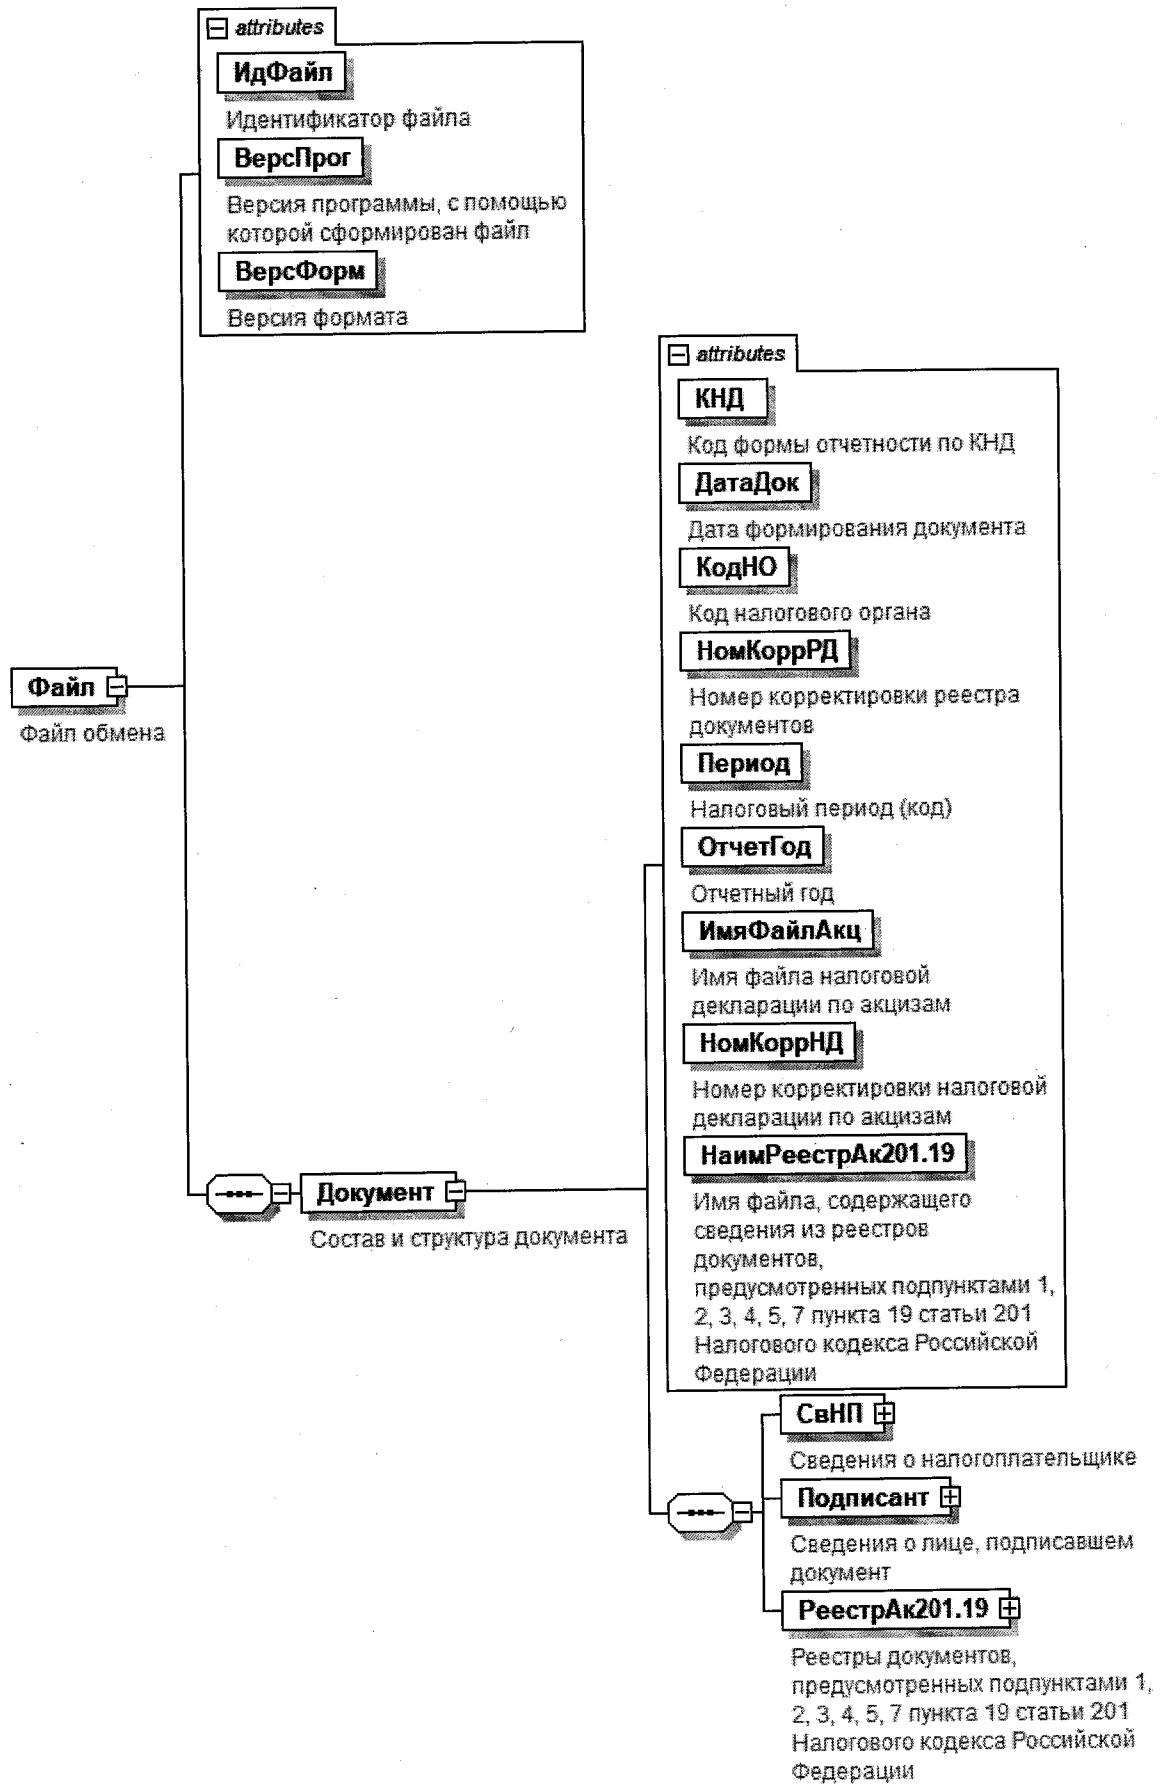 attributes
ИдФайл
Идентификатор файла
ВерсПрог
Версия программы, с помощью
которой сформирован файл
ВерсФорм
Версия формата
attributes
КНД
Код формы отчетности по КНД
ДатаДок
Дата формирования документа
КодНО
Код налогового органа
НомКоррРД
Номер корректировки реестра
документов
Период
Налоговый период (код)
ОтчетГод
Отчетный год
ИмяФайлАкц
Имя файла налоговой
декларации по акцизам
НомКоррНД
Номер корректировки налоговой
декларации по акцизам
НаимРеестрАк201.19
Имя файла, содержащего
сведения из реестров
документов,
предусмотренных подпунктами 1,
2, 3, 4, 5, 7 пункта 19 статьи 201
Налогового кодекса Российской
Федерации
Файл
Файл обмена
Документ
Состав и структура документа
СвНП
Сведения о налогоплательщике
Подписант
Сведения о лице, подписавшем
документ
РеестрАк201.19
Реестры документов,
предусмотренных подпунктами 1,
2, 3, 4, 5, 7 пункта 19 статьи 201
Налогового кодекса Российской
Федерации